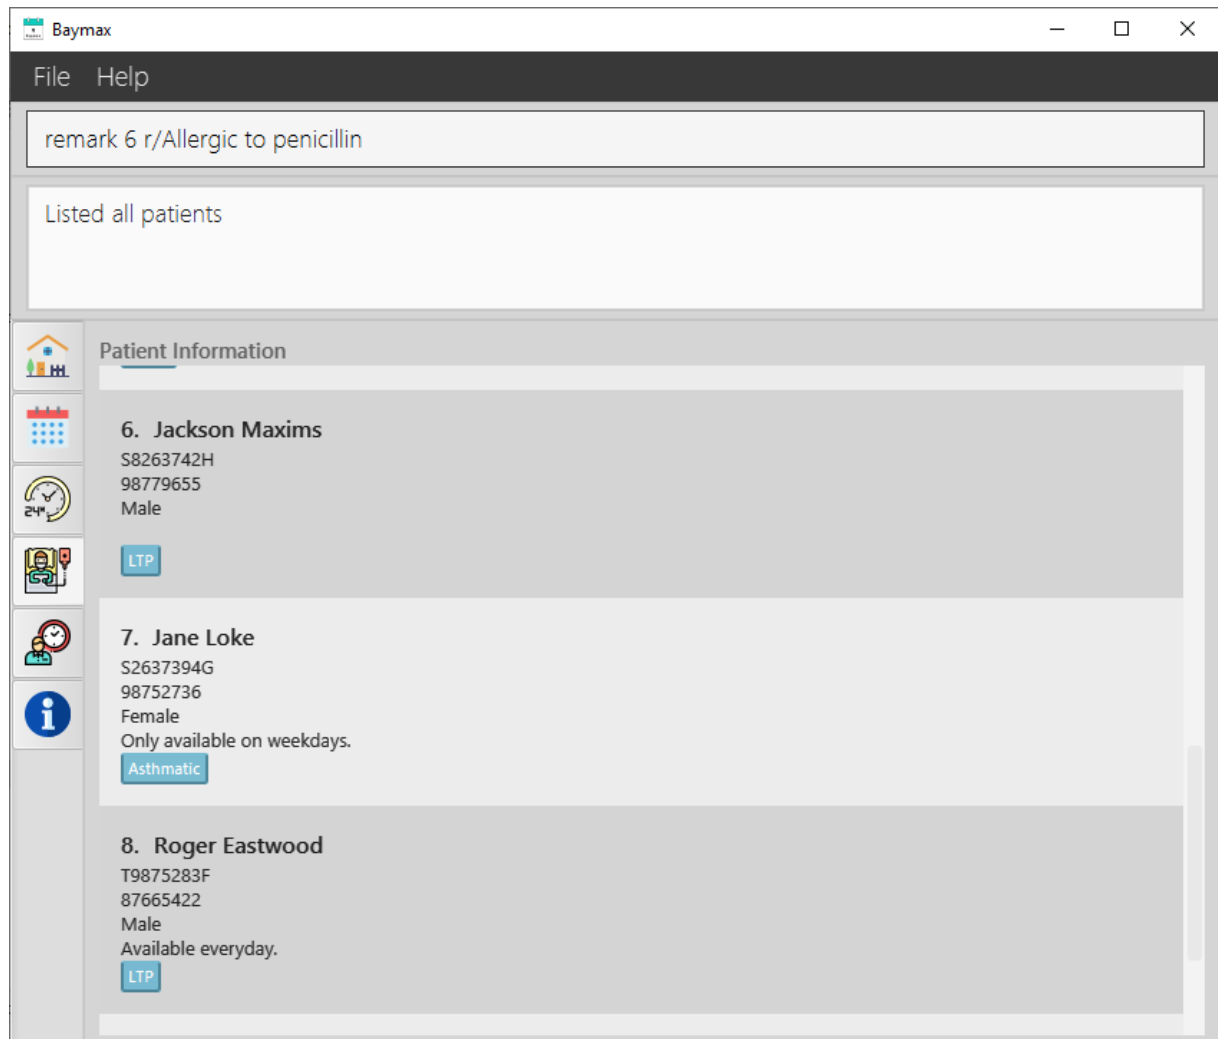 Baymax
File Help
remark 6 r/Allergic to penicillin
Listed all patients
Patient Information
6. Jackson Maxims
S8263742H
98779655
Male
LTP
24H
7. Jane Loke
S2637394G
98752736
Female
Only available on weekdays.
Asthmatic
8. Roger Eastwood
T9875283F
87665422
Male
Available everyday.
LTP